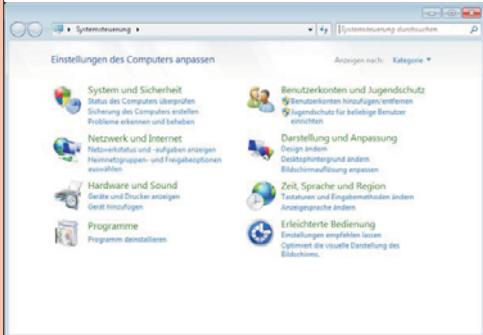 Systemsteuerung
Systemsteuerung durchsuchen
Einstellungen des Computers anpassen
Anzeigen nach: Kategorie
System und Sicherheit
Status des Computers überprüfen
Sicherung des Computers erstellen
Probleme erkennen und beheben
Netzwerk und Internet
Netzwerkstatus und -aufgaben anzeigen
Heimnetzgruppen- und Freigabeoptionen
auswählen
Hardware und Sound
Geräte und Drucker anzeigen
Gerät hinzufügen
Programme
Programm deinstallieren
Benutzerkonten und Jugendschutz
Benutzerkonten hinzufügen/entfernen
Jugendschutz für beliebige Benutzer
einrichten
Darstellung und Anpassung
Design ändern
Desktophintergrund ändern
Bildschirmauflösung anpassen
Zeit, Sprache und Region
Tastaturen und Eingabemethoden ändern
Anzeigesprache ändern
Erleichterte Bedienung
Einstellungen empfehlen lassen
Optimiert die visuelle Darstellung des
Bildschirms.